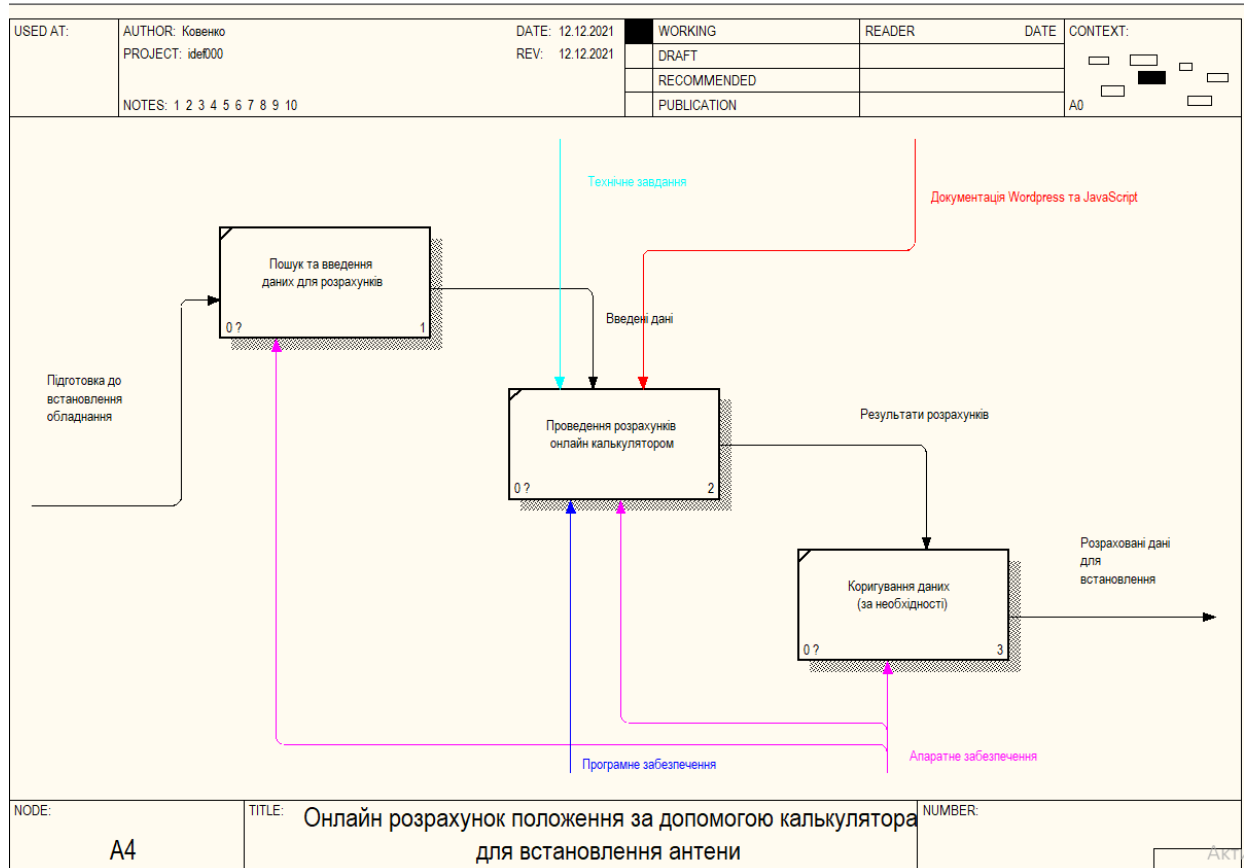 USED AT:
AUTHOR: Ковенко
DATE: 12.12.2021
WORKING
READER
DATE
CONTEXT:
PROJECT: idef000
REV: 12.12.2021
DRAFT
RECOMMENDED
NOTES: 1 2 3 4 5 6 7 8 9 10
PUBLICATION
A0
Технічне завдання
Документація Wordpress та JavaScript
Пошук та введення
даних для розрахунків
0 ?
1
Введені дані
Підготовка до
встановлення
обладнання
Проведення розрахунків
онлайн калькулятором
0 ?
2
Результати розрахунків
Розраховані дані
для
встановлення
Коригування даних
(за необхідності)
0 ?
3
Програмне забезпечення
Апаратне забезпечення
NODE:
A4
TITLE:
Онлайн розрахунок положення за допомогою калькулятора
для встановлення антени
NUMBER: